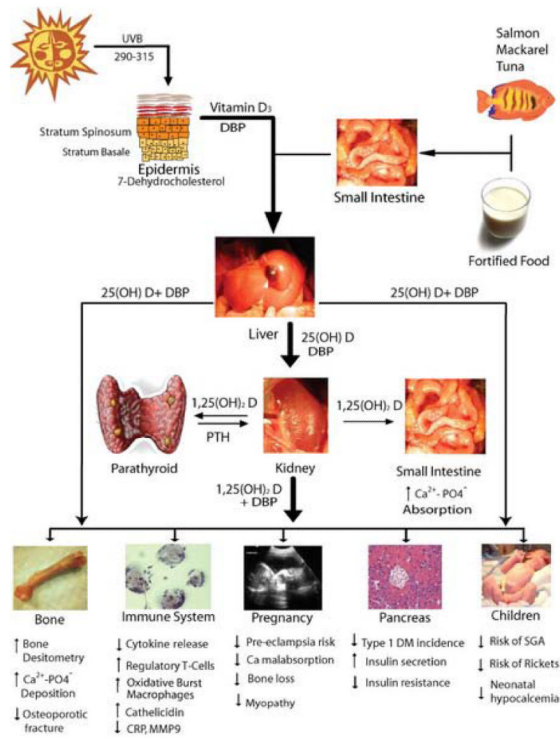 UVB
290-315
Salmon
Mackarel
Tuna
Vitamin D₃
DBP
Stratum Spinosum
Stratum Basale
Epidermis
7-Dehydrocholesterol
Small Intestine
Fortified Food
25(OH) D+ DBP
25(OH) D+ DBP
Liver
25(OH) D
DBP
1,25(OH)₂ D
PTH
1,25(OH)₂ D
Parathyroid
Kidney
Small Intestine
↑ Ca²⁺- PO4⁻
Absorption
1,25(OH)₂ D
+ DBP
Bone
↑ Bone
Desitometry
↑ Ca²⁺-PO4⁻
Deposition
↓ Osteoporotic
fracture
Immune System
↓ Cytokine release
↑ Regulatory T-Cells
↑ Oxidative Burst
Macrophages
↑ Cathelicidin
↓ CRP, MMP9
Pregnancy
↓ Pre-eclampsia risk
↓ Ca malabsorption
↓ Bone loss
↓ Myopathy
Pancreas
↓ Type 1 DM incidence
↑ Insulin secretion
↓ Insulin resistance
Children
↓ Risk of SGA
↓ Risk of Rickets
↓ Neonatal
hypocalcemia